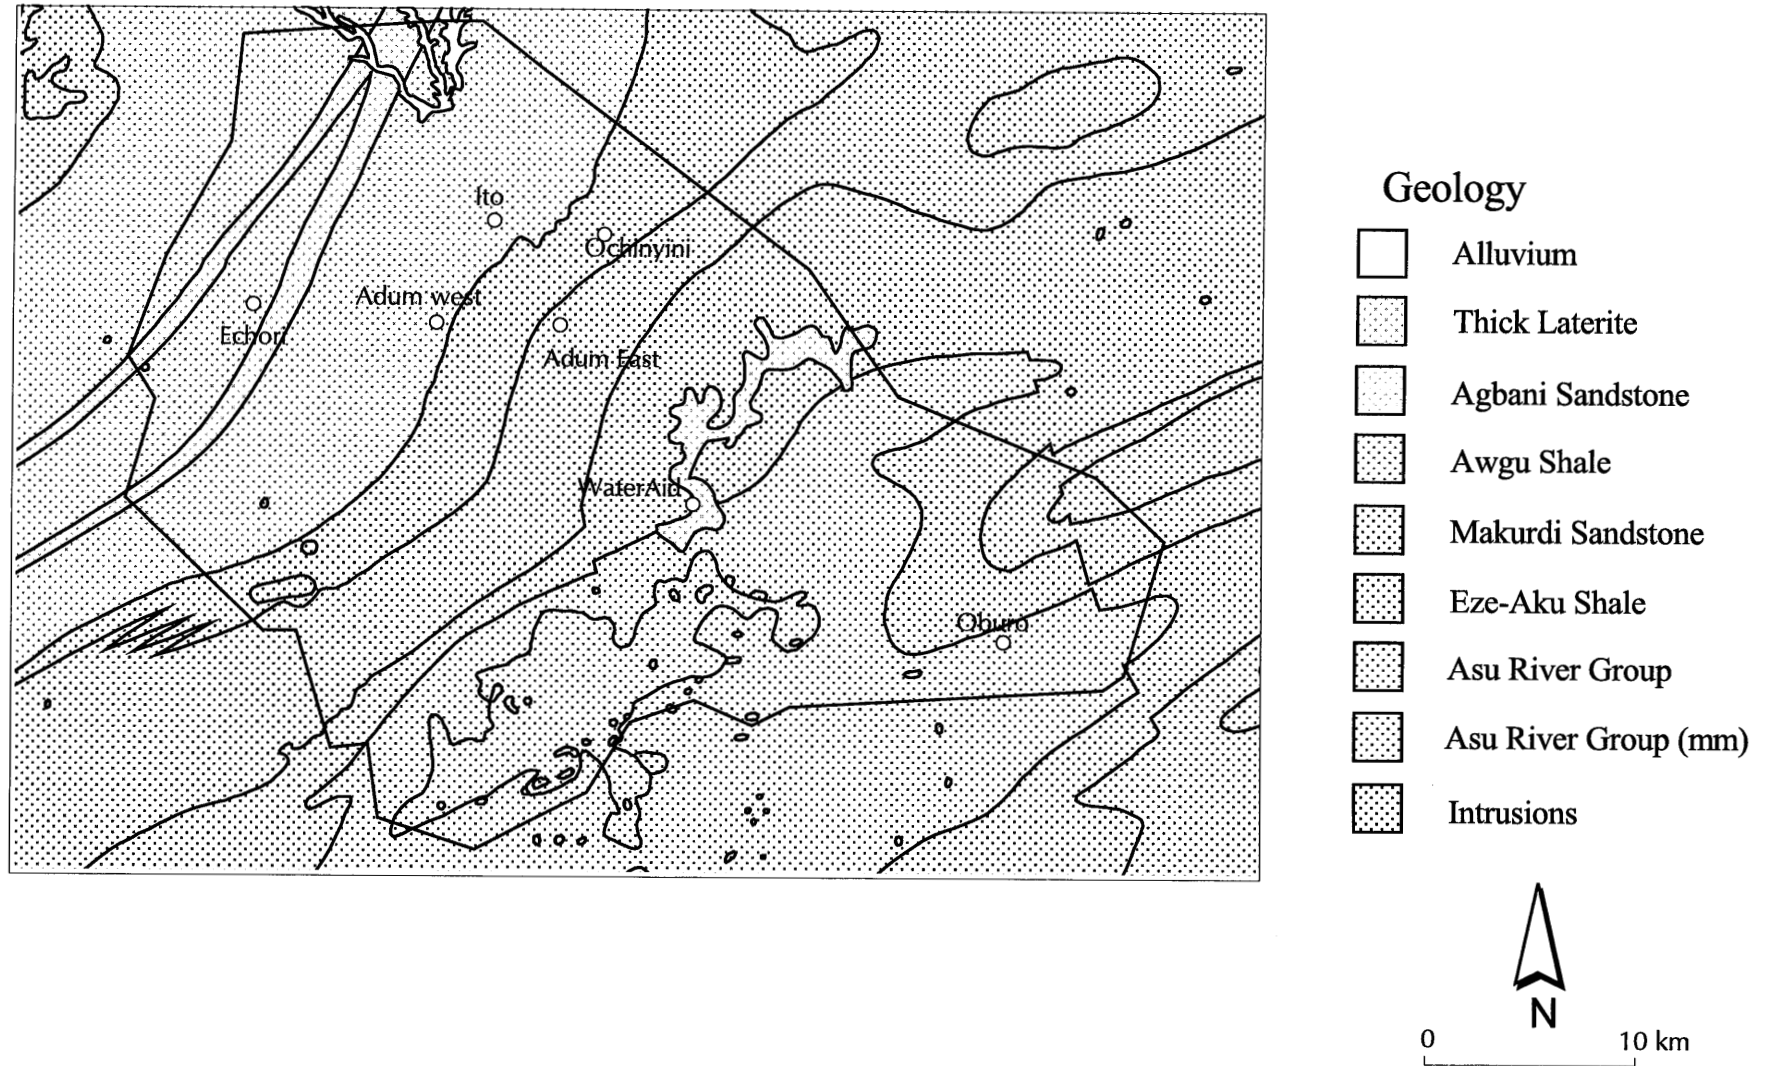 Ito
Ochinyini
Adum west
Echori
Adum East
WaterAid
Oburo
Geology
Alluvium
Thick Laterite
Agbani Sandstone
Awgu Shale
Makurdi Sandstone
Eze-Aku Shale
Asu River Group
Asu River Group (mm)
Intrusions
N
0 10 km